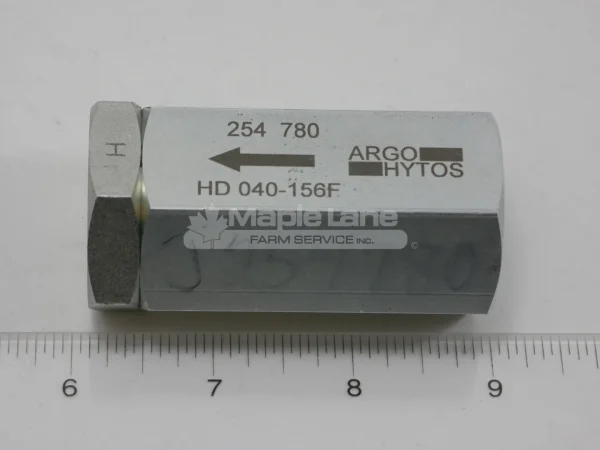 254 780
ARGO
HYTOS
HD 040-156F
H
Maple Lane
FARM SERVICE INC.
6 7 8 9